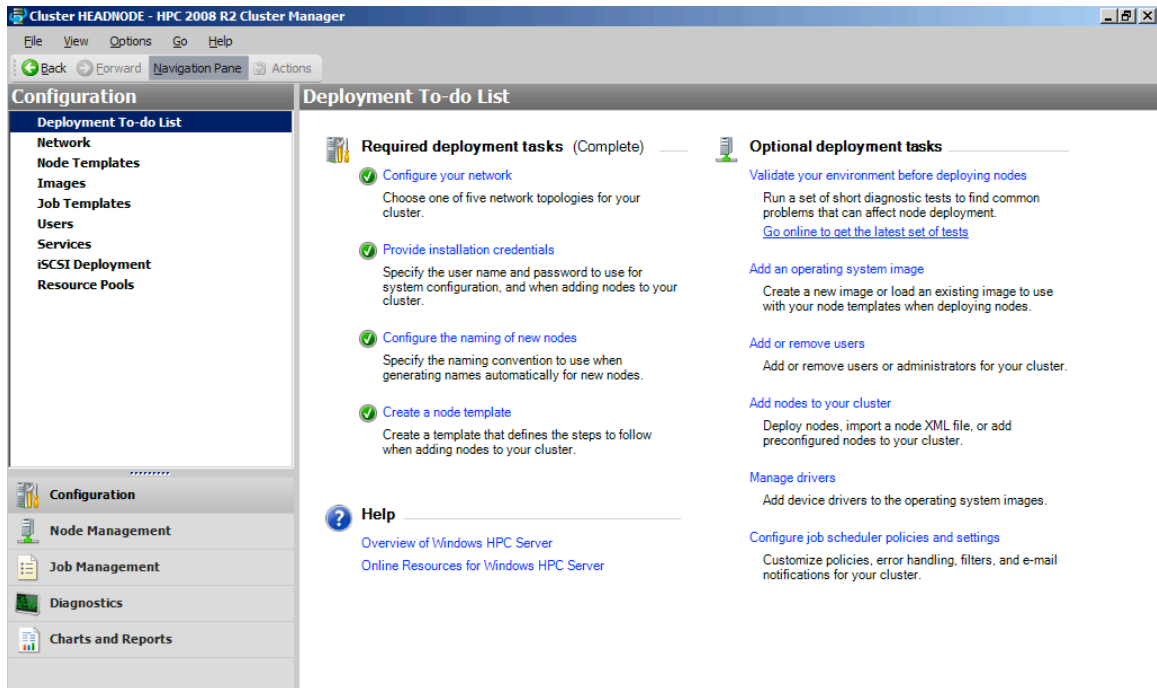 Cluster HEADNODE - HPC 2008 R2 Cluster Manager
File View Options Go Help
Back Forward Navigation Pane Actions
Configuration
Deployment To-do List
Network
Node Templates
Images
Job Templates
Users
Services
iSCSI Deployment
Resource Pools
Configuration
Node Management
Job Management
Diagnostics
Charts and Reports
Deployment To-do List
Required deployment tasks (Complete)
Configure your network
Choose one of five network topologies for your
cluster.
Provide installation credentials
Specify the user name and password to use for
system configuration, and when adding nodes to your
cluster.
Configure the naming of new nodes
Specify the naming convention to use when
generating names automatically for new nodes.
Create a node template
Create a template that defines the steps to follow
when adding nodes to your cluster.
Help
Overview of Windows HPC Server
Online Resources for Windows HPC Server
Optional deployment tasks
Validate your environment before deploying nodes
Run a set of short diagnostic tests to find common
problems that can affect node deployment.
Go online to get the latest set of tests
Add an operating system image
Create a new image or load an existing image to use
with your node templates when deploying nodes.
Add or remove users
Add or remove users or administrators for your cluster.
Add nodes to your cluster
Deploy nodes, import a node XML file, or add
preconfigured nodes to your cluster.
Manage drivers
Add device drivers to the operating system images.
Configure job scheduler policies and settings
Customize policies, error handling, filters, and e-mail
notifications for your cluster.